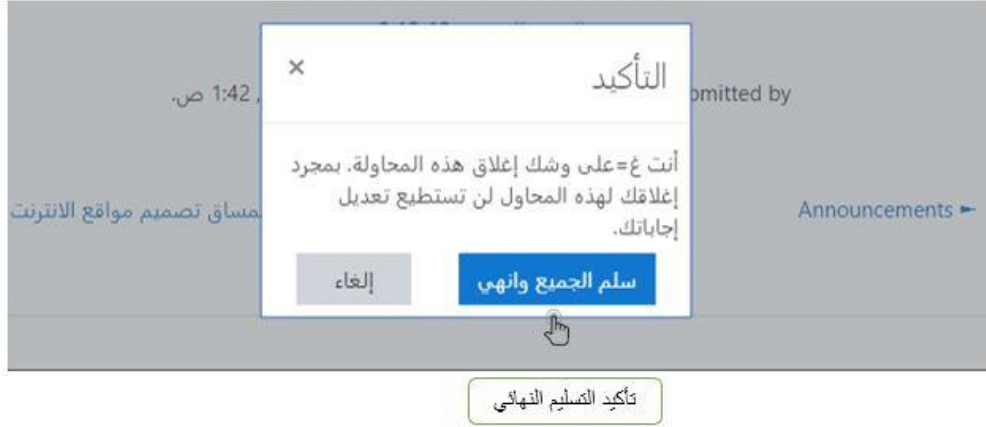 التأكيد
×
omitted by
, 1:42 ص.
أنت غ=على وشك إغلاق هذه المحاولة. بمجرد
إغلاقك لهذه المحاول لن تستطيع تعديل
إجاباتك.
Announcements ►
مساق تصميم مواقع الانترنت
سلم الجميع وانهي
إلغاء
تأكيد التسليم النهائي